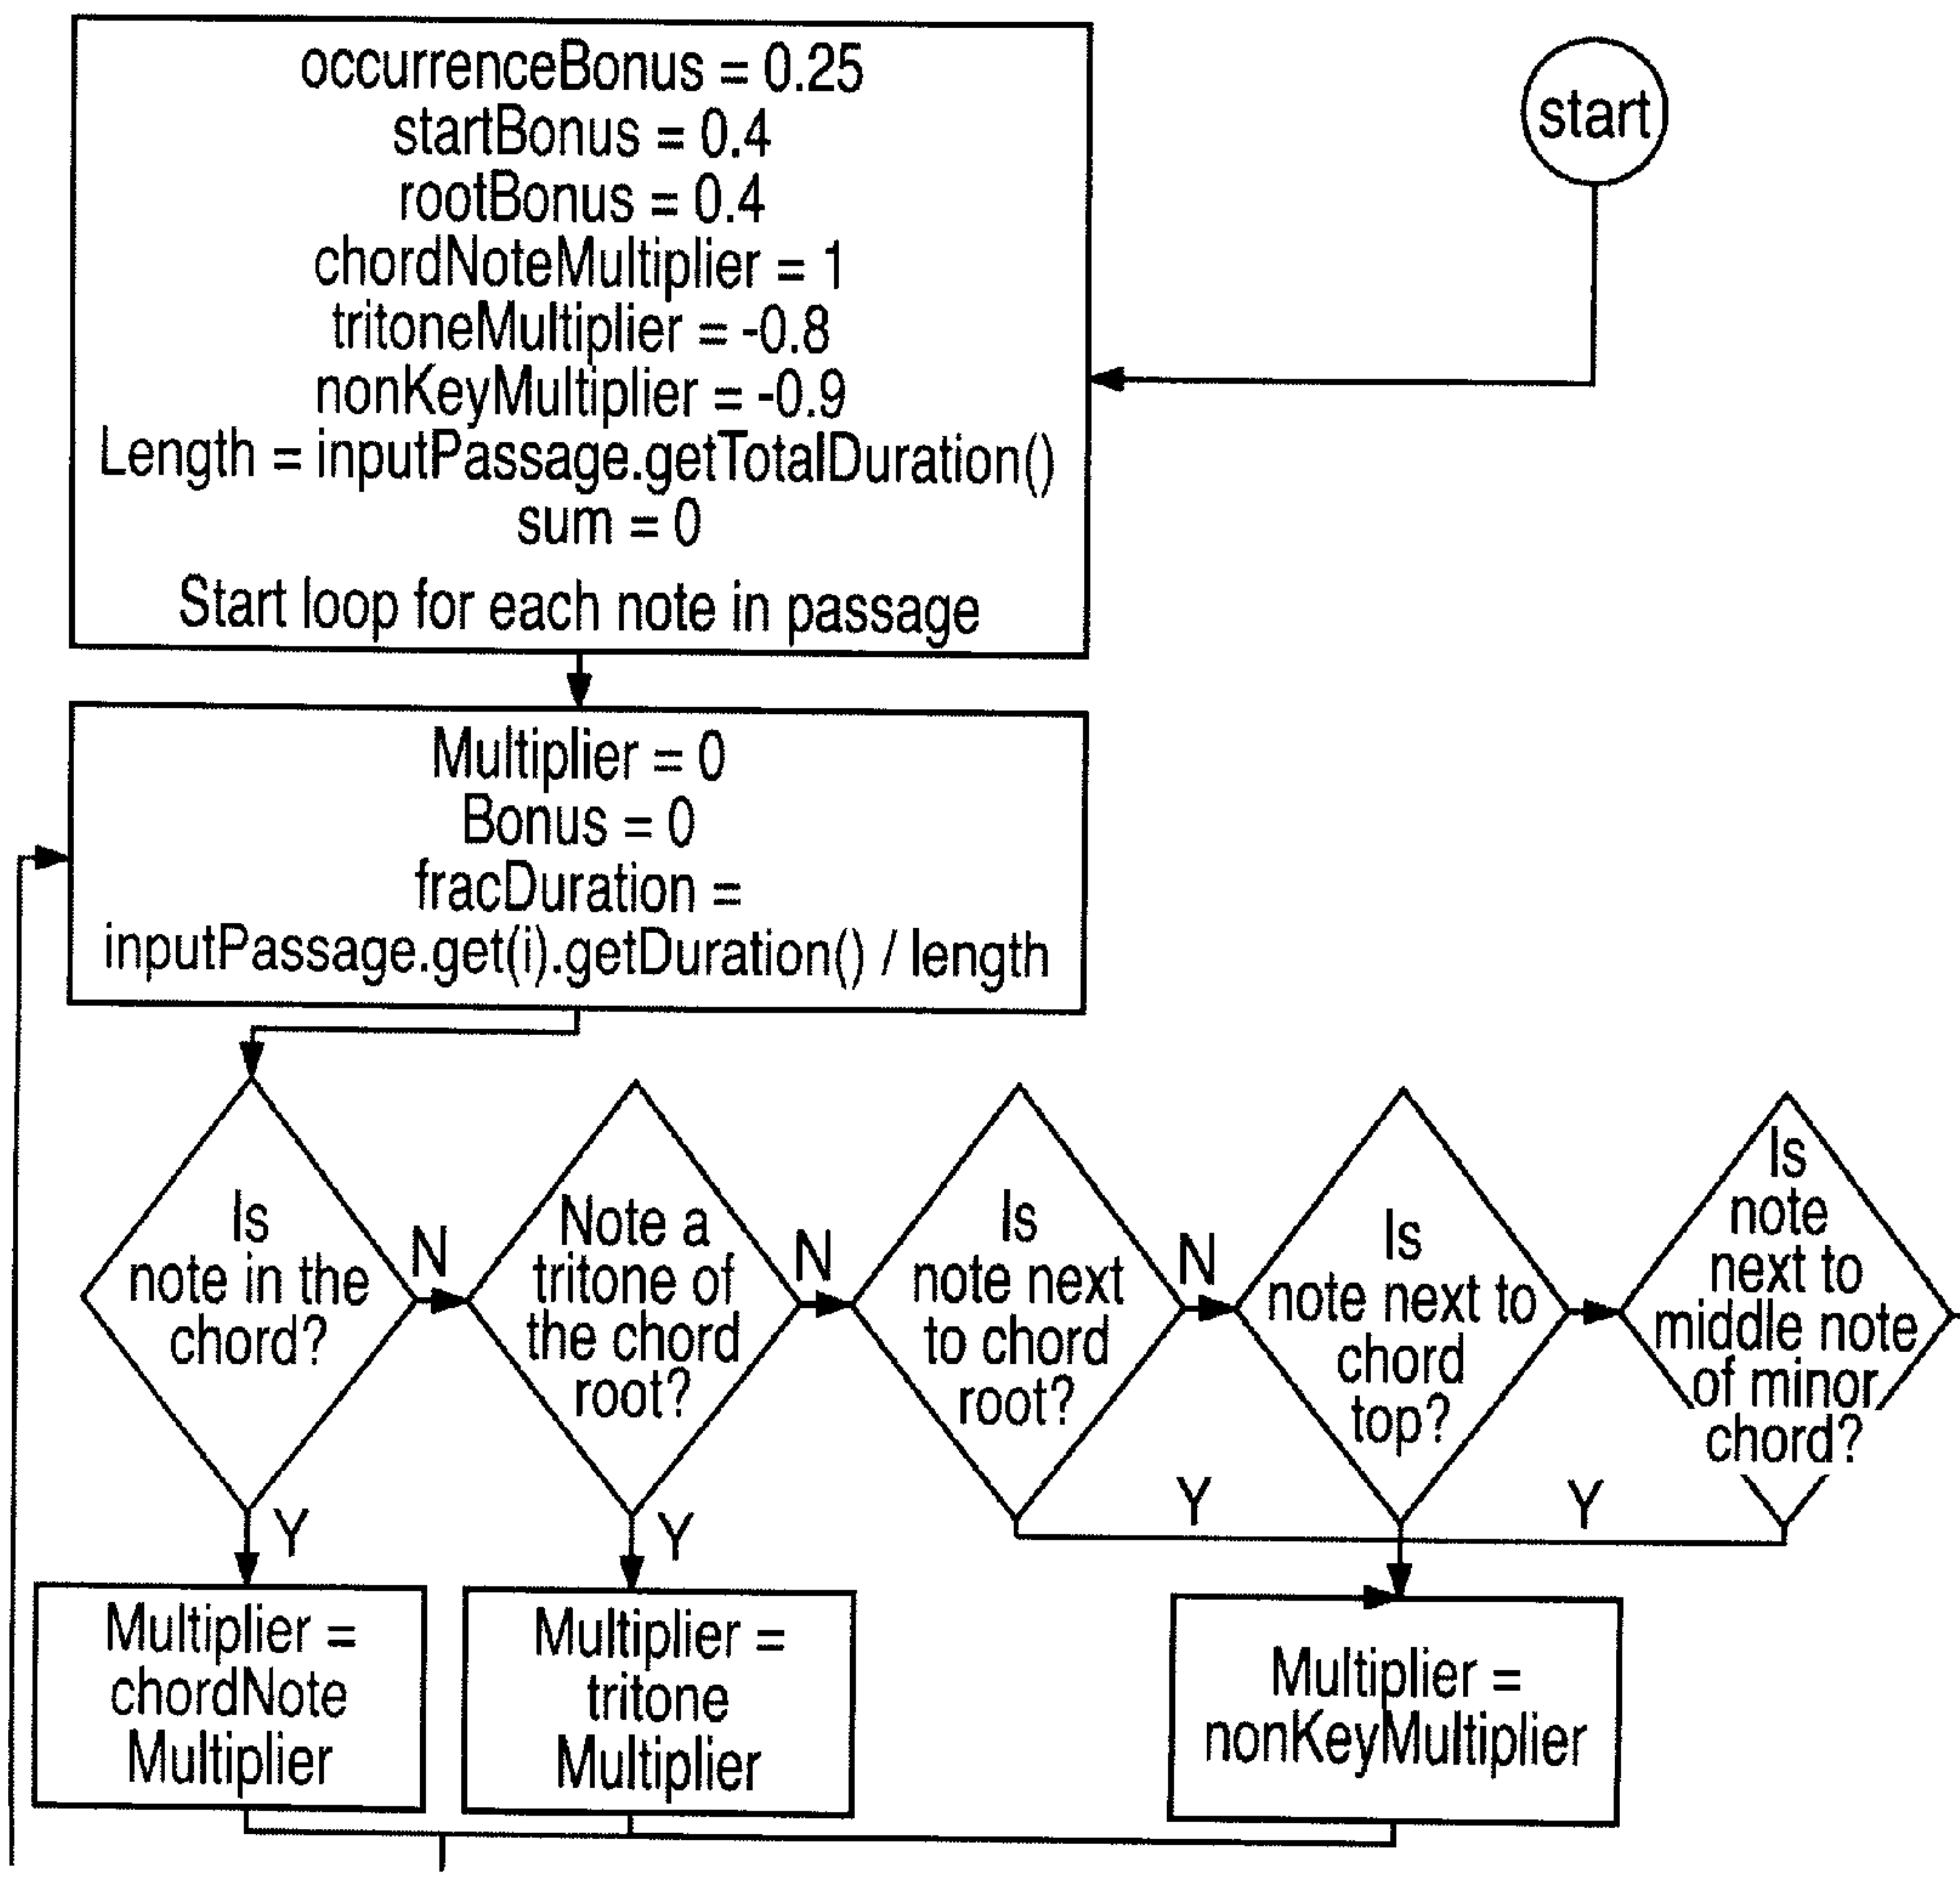 occurrenceBonus = 0.25
startBonus = 0.4
rootBonus = 0.4
chordNoteMultiplier = 1
tritoneMultiplier = -0.8
nonKeyMultiplier = -0.9
Length = inputPassage.getTotalDuration()
sum = 0
Start loop for each note in passage
start
Multiplier = 0
Bonus = 0
fracDuration =
inputPassage.get(i).getDuration() / length
Is
note in the
chord?
N
Note a
tritone of
the chord
root?
N
Is
note next
to chord
root?
N
Is
note next to
chord
top?
Is
note
next to
middle note
of minor
chord?
Y
Y
Y
Y
Multiplier =
chordNote
Multiplier
Multiplier =
tritone
Multiplier
Multiplier =
nonKeyMultiplier